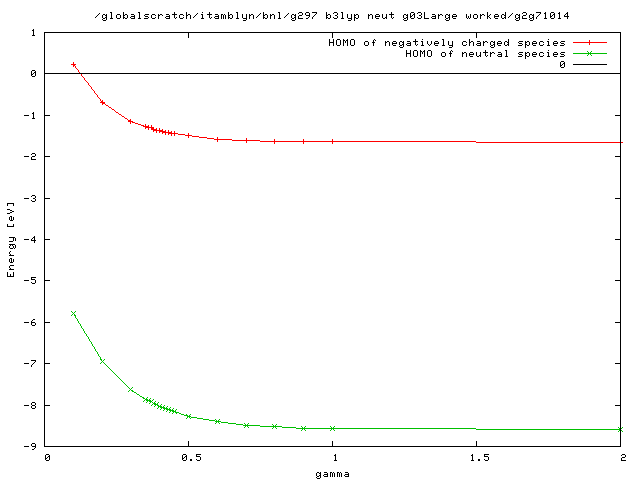 /globalscratch/itamblyn/bnl/g297 b3lyp neut g03Large worked/g2g71014
HOMO of negatively charged species
HOMO of neutral species
0
1
0
-1
-2
-3
-4
-5
-6
-7
-8
-9
Energy [eV]
0 0.5 1 1.5 2
gamma